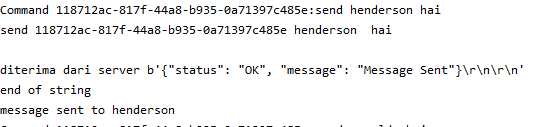 Command 118712ac-817f-44a8-b935-0a71397c485e:send henderson hai
send 118712ac-817f-44a8-b935-0a71397c485e henderson  hai
diterima dari server b'{"status": "OK", "message": "Message Sent"}\r\n\r\n'
end of string
message sent to henderson